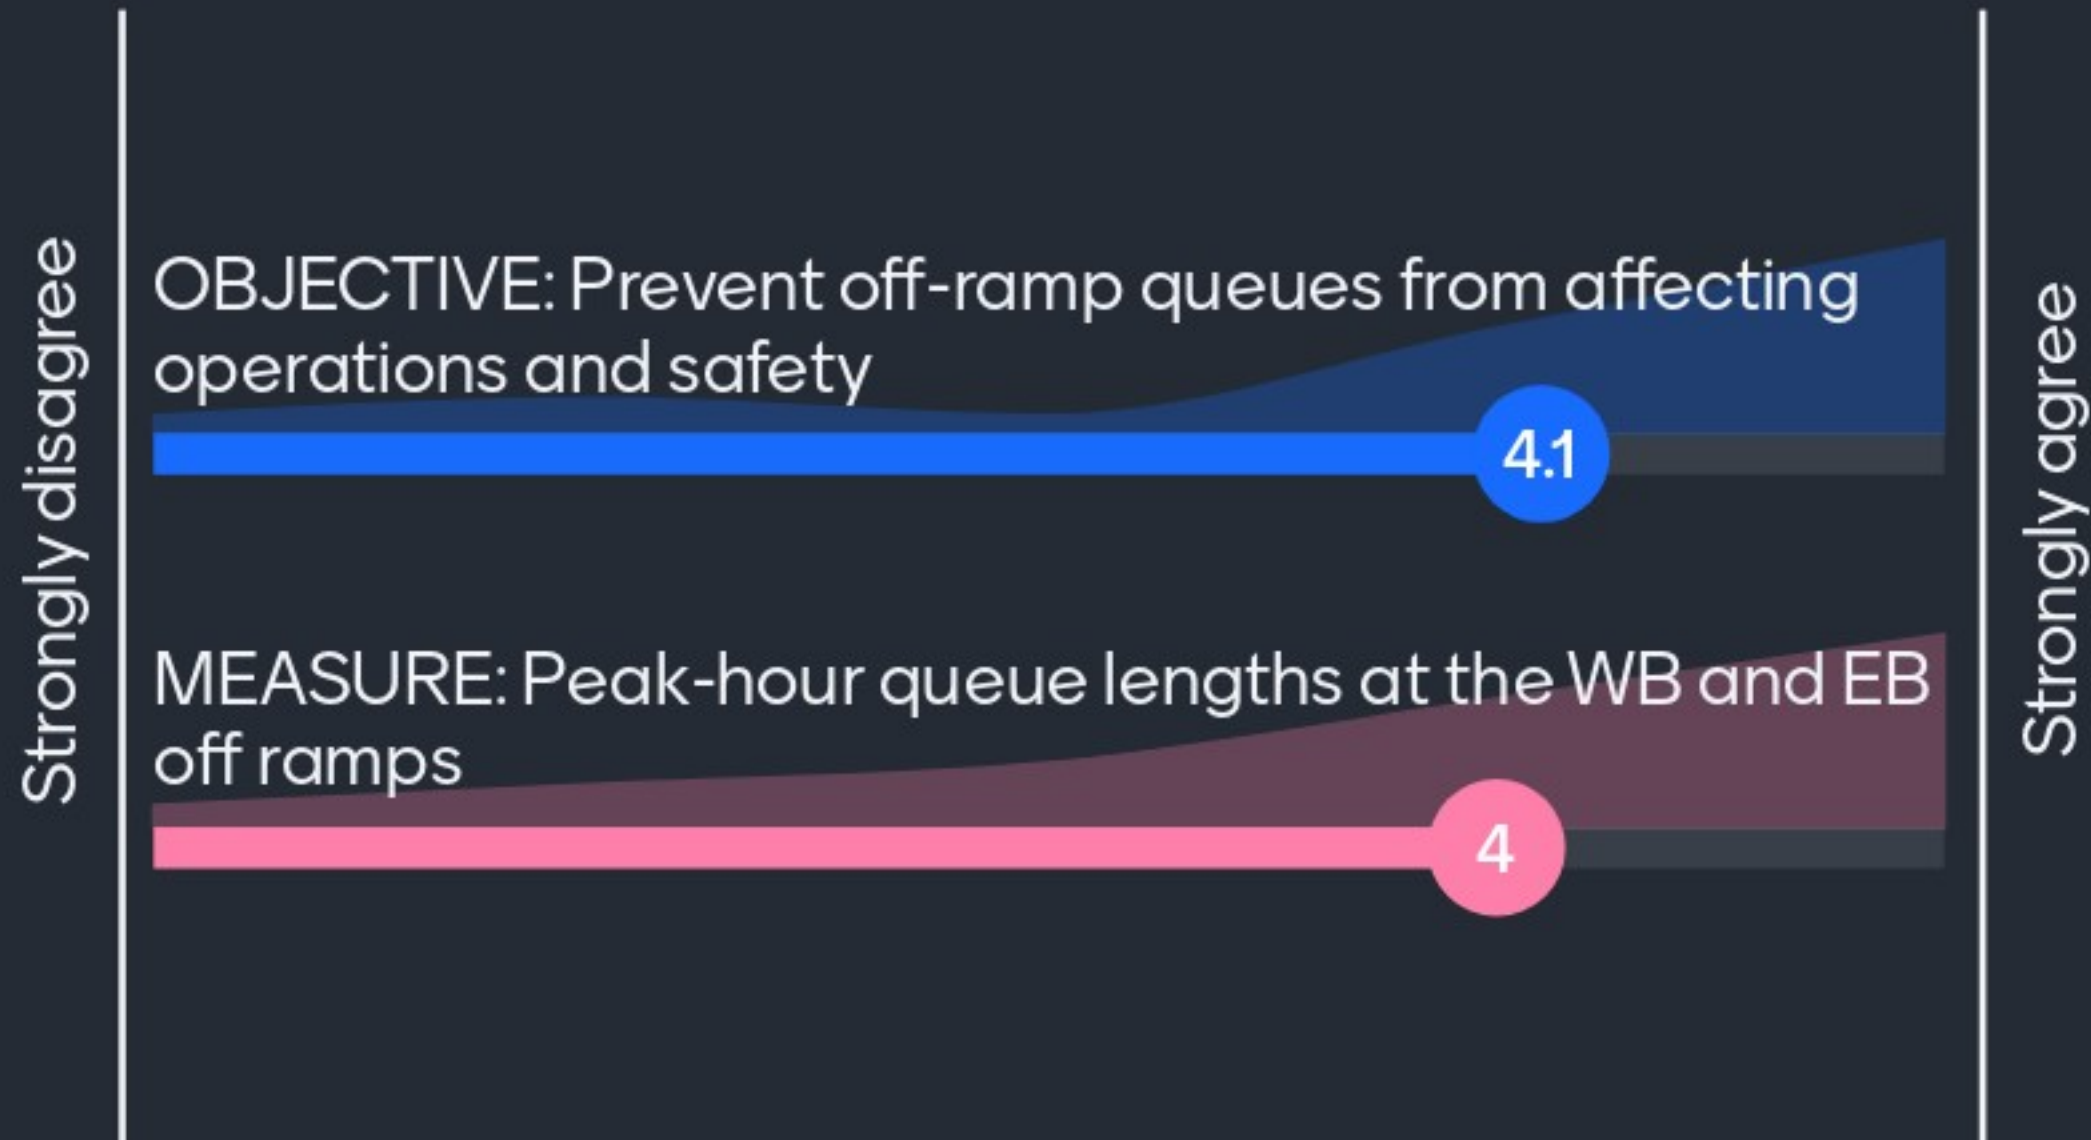 Strongly disagree
OBJECTIVE: Prevent off-ramp queues from affecting
operations and safety
4.1
MEASURE: Peak-hour queue lengths at the WB and EB
off ramps
4
Strongly agree